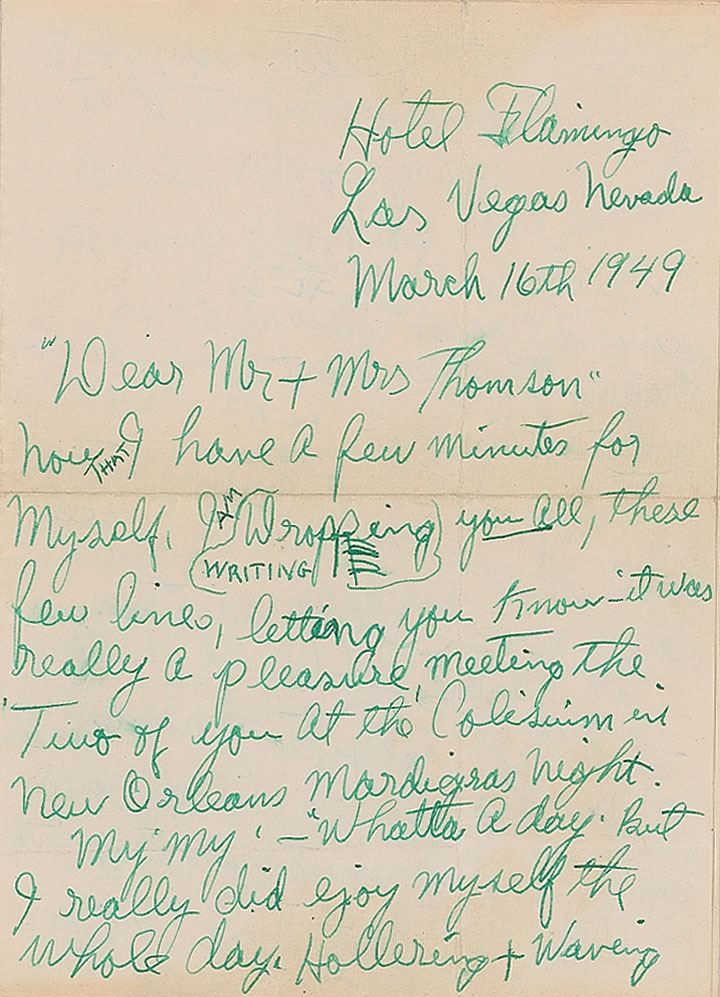 Hotel Flamingo
Las Vegas Nevada
March 16th 1949
"Dear Mr + Mrs Thomson"
Now THAT I have a few minutes for
Myself, I AM Dropping you all, these
(WRITING)
few lines, letting you know - it was
really a pleasure, meeting the
Two of you at the Colisium in
New Orleans Mardigras Night.
My' my' - "Whatta A day. But
I really did ejoy myself the
whole day. Hollering + Waving